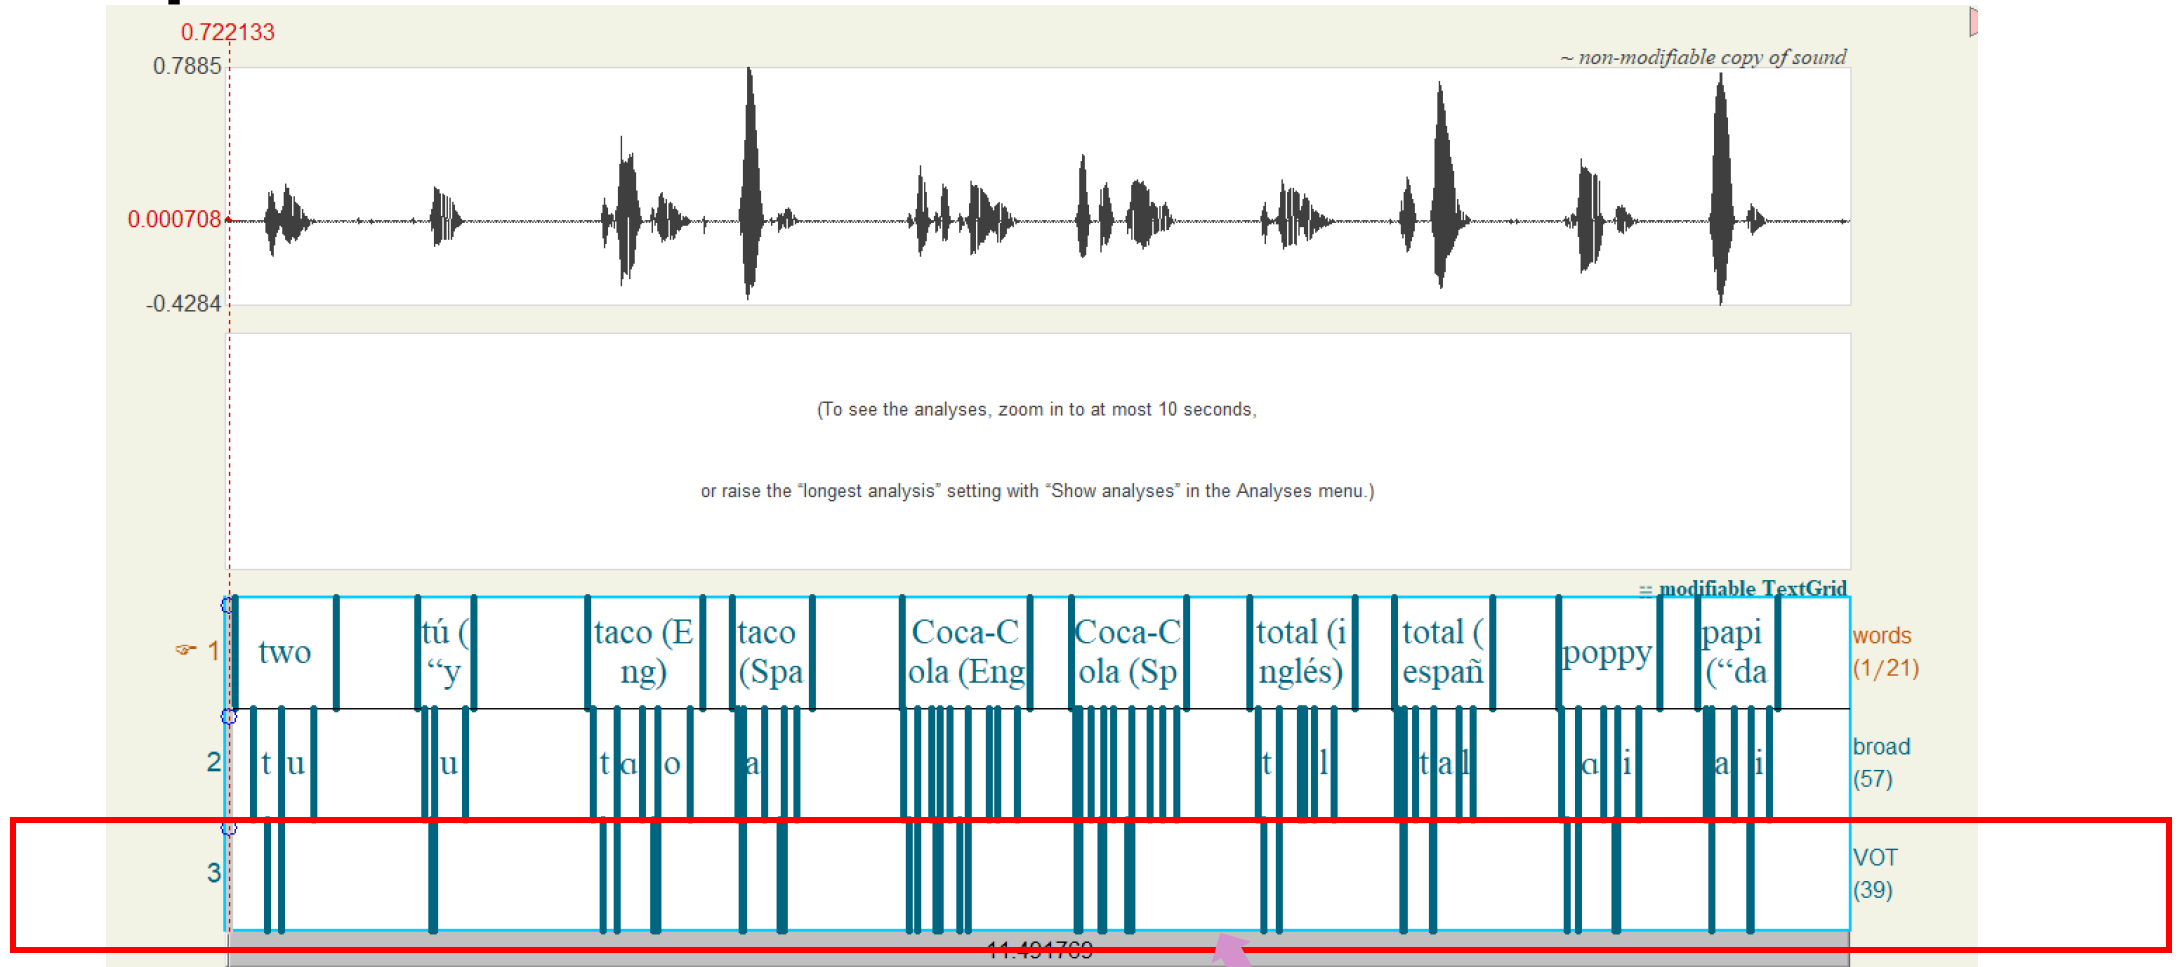 0.722133
0.7885
~ non-modifiable copy of sound
0.000708
-0.4284
(To see the analyses, zoom in to at most 10 seconds,
or raise the “longest analysis” setting with “Show analyses” in the Analyses menu.)
modifiable TextGrid
1
two
tú (
“y
taco (E
ng)
taco
(Spa
Coca-C
ola (Eng
Coca-C
ola (Sp
total (i
nglés)
total (
españ
poppy
papi
(“da
words
(1/21)
2
t u
u
t ɑ o
a
t l
t a l
ɑ i
a i
broad
(57)
3
VOT
(39)
11.491769